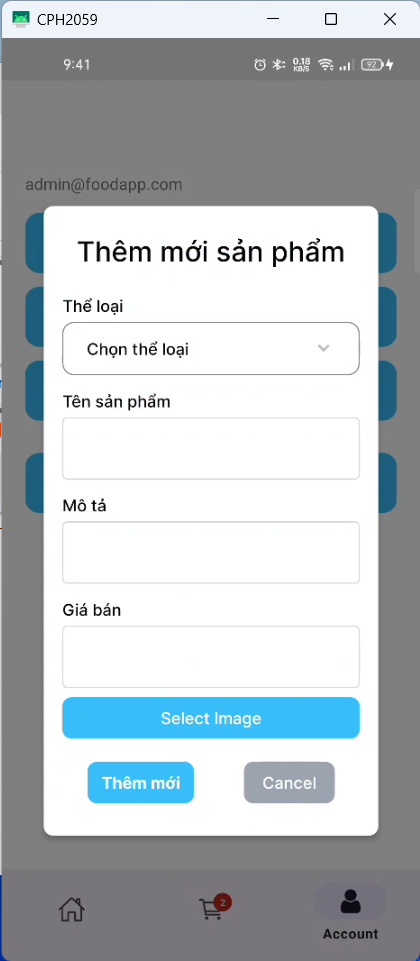 CPH2059
9:41
0.18
KB/S
92
admin@foodapp.com
Thêm mới sản phẩm
Thể loại
Chọn thể loại
Tên sản phẩm
Mô tả
Giá bán
Select Image
Thêm mới
Cancel
2
Account